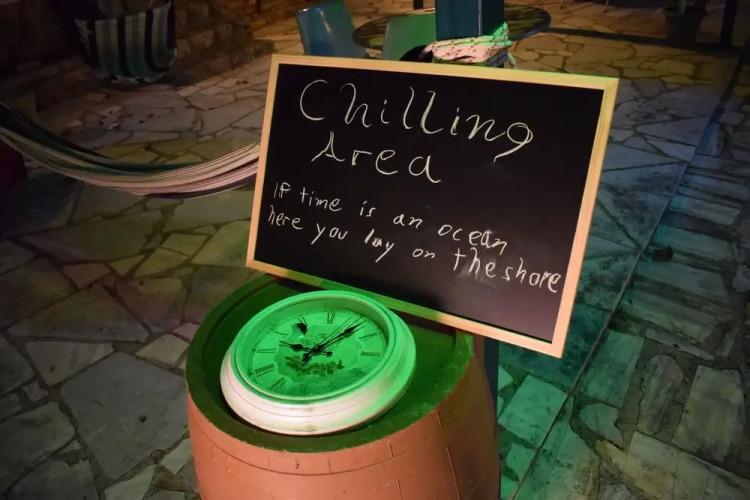 Chilling
Area
If time is an ocean
here you lay on the shore